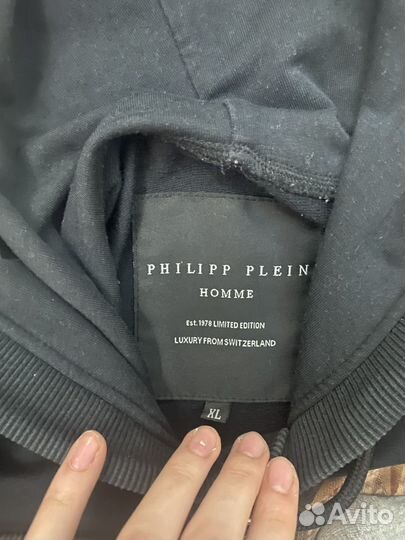 PHILIPP PLEIN
HOMME
Est. 1978 LIMITED EDITION
LUXURY FROM SWITZERLAND
XL
Avito